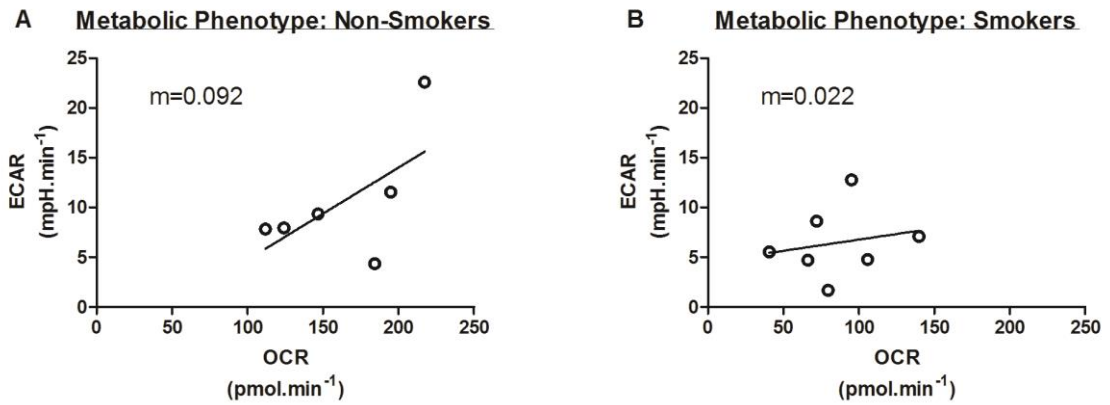 A Metabolic Phenotype: Non-Smokers
m=0.092
ECAR
(mpH.min⁻¹)
25
20
15
10
5
0
0 50 100 150 200 250
OCR
(pmol.min⁻¹)
B Metabolic Phenotype: Smokers
m=0.022
ECAR
(mpH.min⁻¹)
25
20
15
10
5
0
0 50 100 150 200 250
OCR
(pmol.min⁻¹)